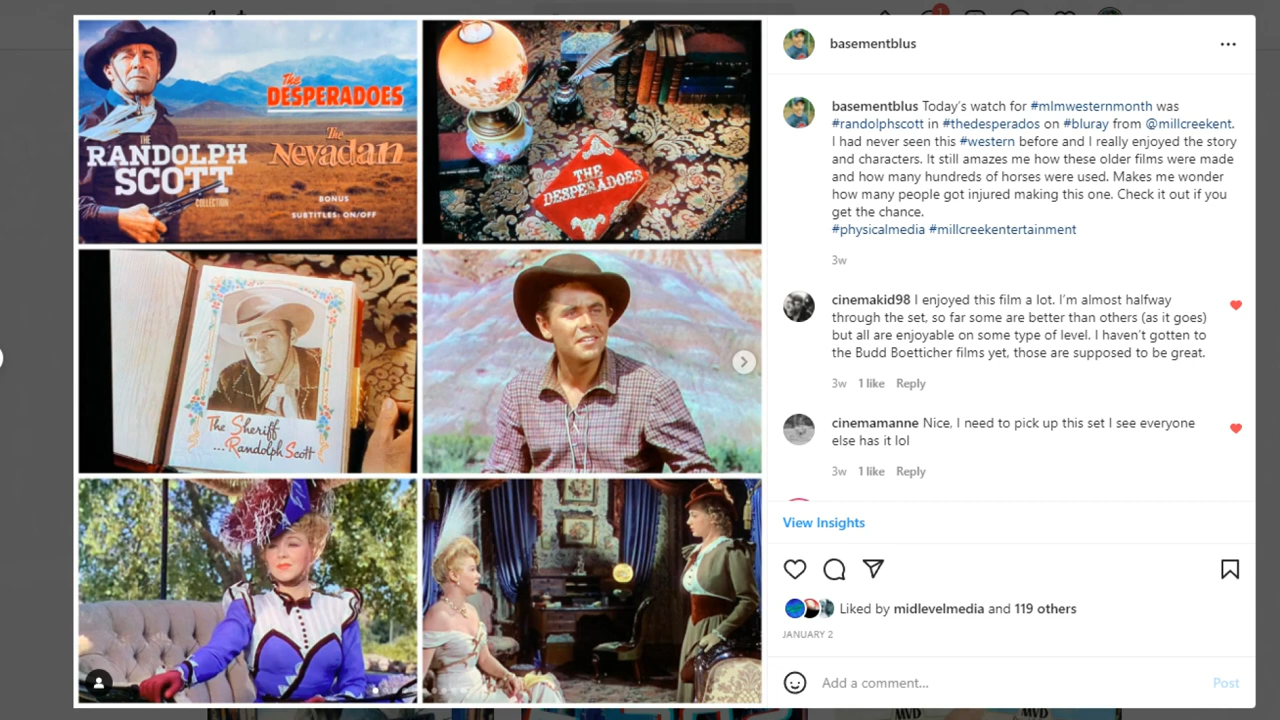 The
DESPERADOES
THE
RANDOLPH
SCOTT
COLLECTION
The
Nevadan
BONUS
SUBTITLES: ON/OFF
THE
DESPERADOES
The Sheriff
...Randolph Scott
basementblus
basementblus Today's watch for #mlmwesternmonth was
#randolphscott in #thedesperados on #bluray from @millcreekent.
I had never seen this #western before and I really enjoyed the story
and characters. It still amazes me how these older films were made
and how many hundreds of horses were used. Makes me wonder
how many people got injured making this one. Check it out if you
get the chance.
#physicalmedia #millcreekentertainment
3w
cinemakid98 I enjoyed this film a lot. I'm almost halfway
through the set, so far some are better than others (as it goes)
but all are enjoyable on some type of level. I haven't gotten to
the Budd Boetticher films yet, those are supposed to be great.
3w 1 like Reply
cinemamanne Nice, I need to pick up this set I see everyone
else has it lol
3w 1 like Reply
View Insights
Liked by midlevelmedia and 119 others
JANUARY 2
Add a comment... Post
MVD MVD
1